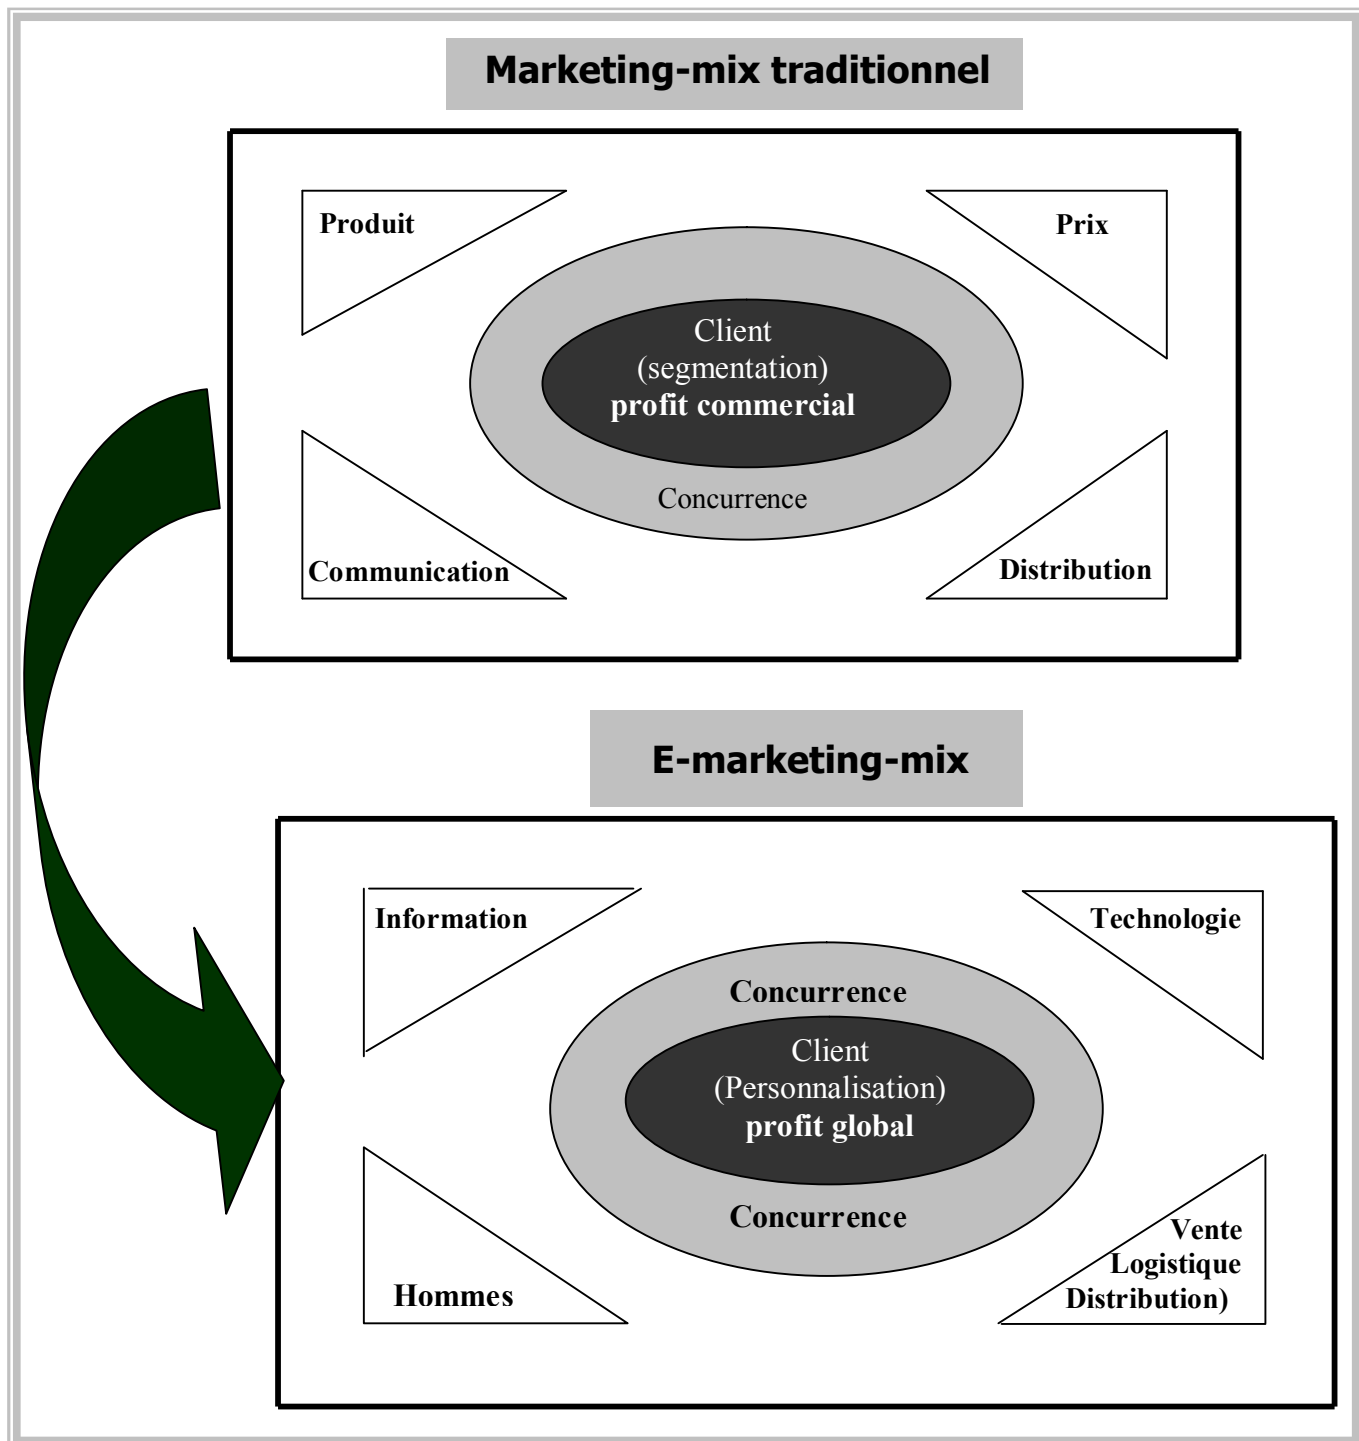 Marketing-mix traditionnel
Produit
Prix
Client
(segmentation)
profit commercial
Concurrence
Communication
Distribution
E-marketing-mix
Information
Technologie
Concurrence
Client
(Personnalisation)
profit global
Concurrence
Hommes
Vente
Logistique
Distribution)